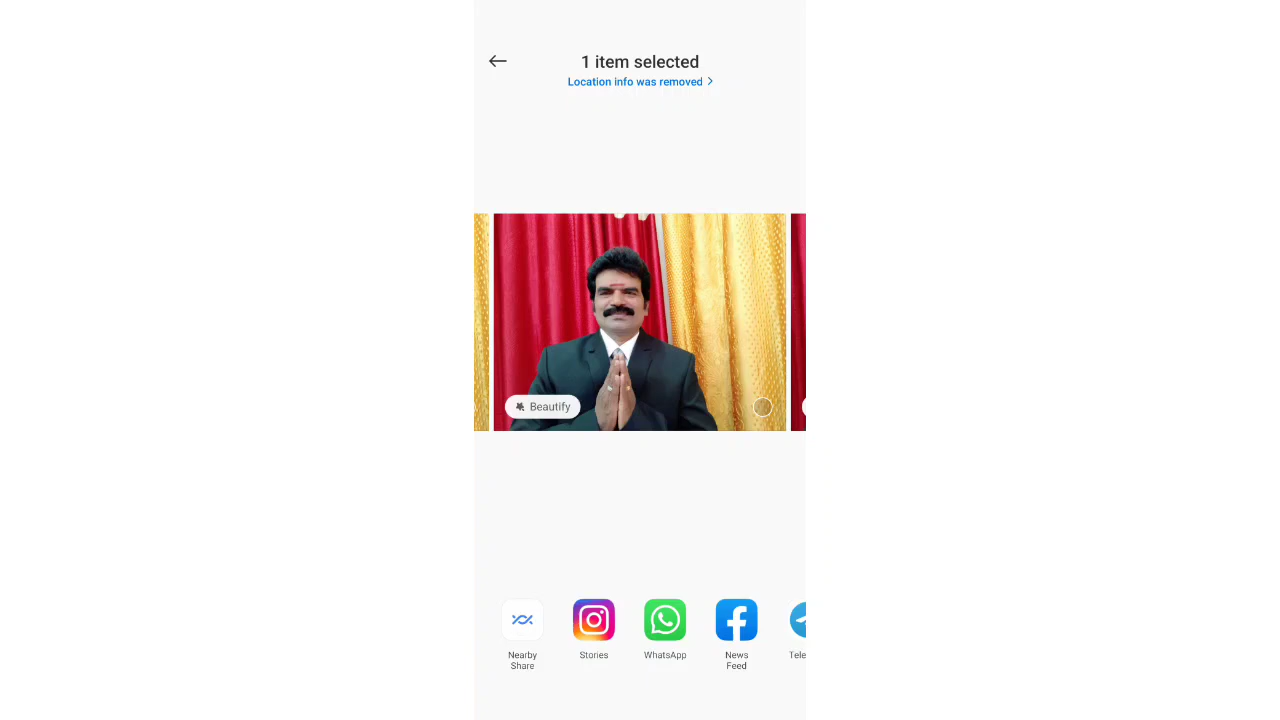 1 item selected
Location info was removed
Beautify
Nearby
Share
Stories
WhatsApp
News
Feed
Tele